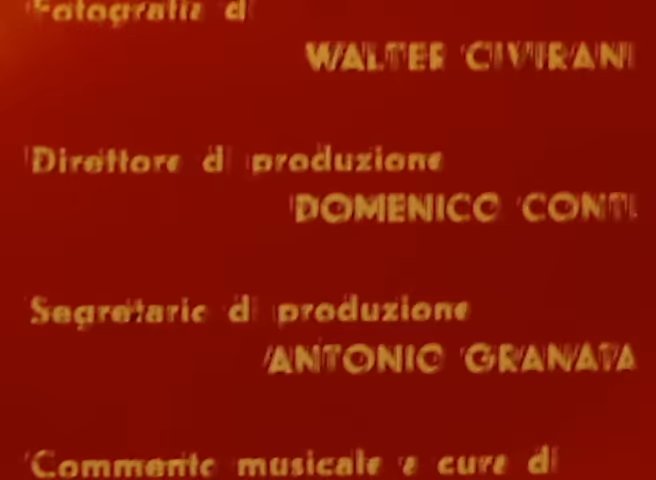 Fotografia di
WALTER CIVIRANI
Direttore di produzione
DOMENICO CONTI
Segretario di produzione
ANTONIO GRANATA
Commento musicale a cura di